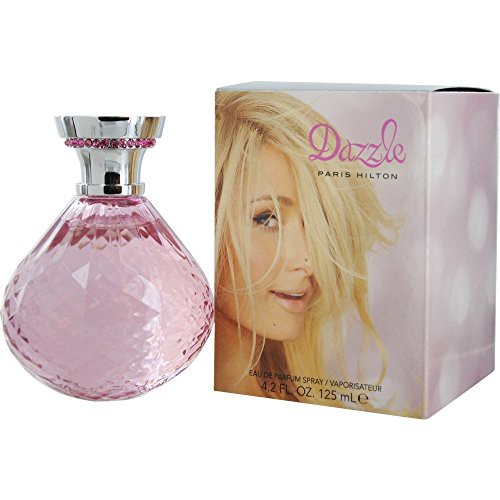 Dazzle
PARIS HILTON
EAU DE PARFUM SPRAY / VAPORISATEUR
4.2 FL. OZ. 125 mL℮